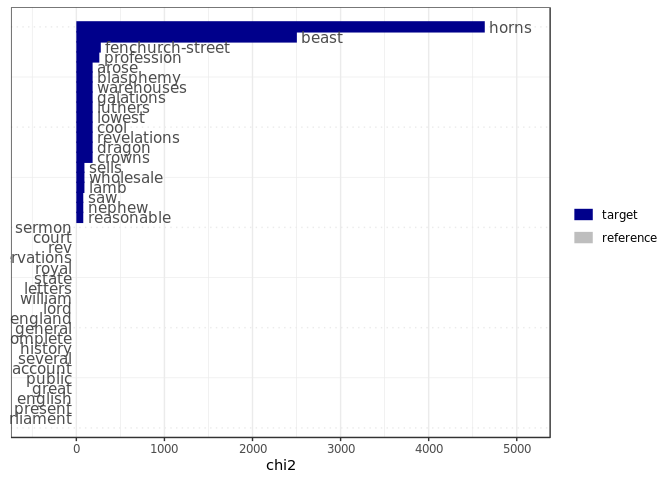 horns
beast
fenchurch-street
profession
arose
blasphemy
warehouses
galations
luthers
lowest
cool
revelations
dragon
crowns
sells
wholesale
lamb
saw
nephew
reasonable
sermon
court
rev
ervations
royal
state
letters
william
lord
england
general
omplete
history
several
account
public
great
english
present
rliament
0 1000 2000 3000 4000 5000
chi2
target
reference